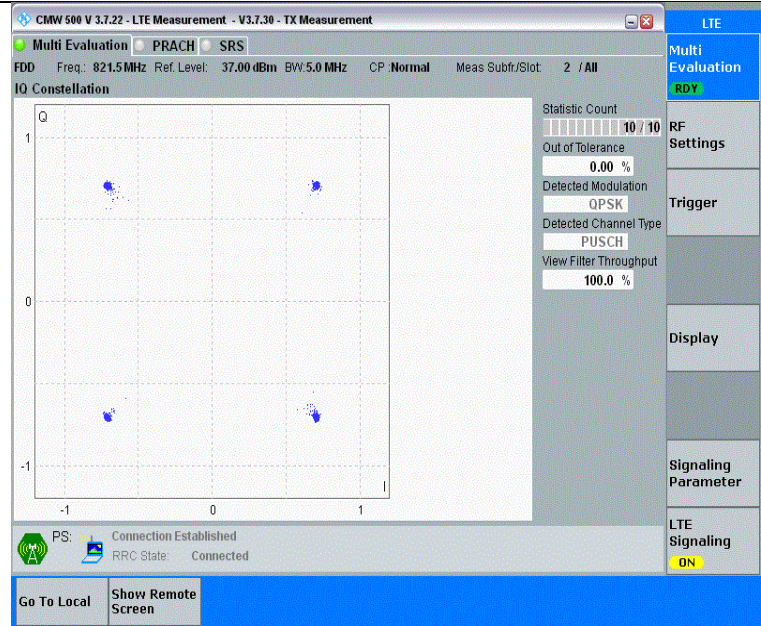 CMW 500 V 3.7.22 - LTE Measurement - V3.7.30 - TX Measurement
LTE
Multi Evaluation PRACH SRS
FDD Freq.: 821.5 MHz Ref. Level: 37.00 dBm BW: 5.0 MHz CP :Normal Meas Subfr./Slot: 2 / All
IQ Constellation
Q
1
0
-1
-1 0 1
I
Statistic Count
10 / 10
Out of Tolerance
0.00 %
Detected Modulation
QPSK
Detected Channel Type
PUSCH
View Filter Throughput
100.0 %
Multi
Evaluation
RDY
RF
Settings
Trigger
Display
Signaling
Parameter
LTE
Signaling
ON
PS: Connection Established
RRC State: Connected
Go To Local
Show Remote
Screen